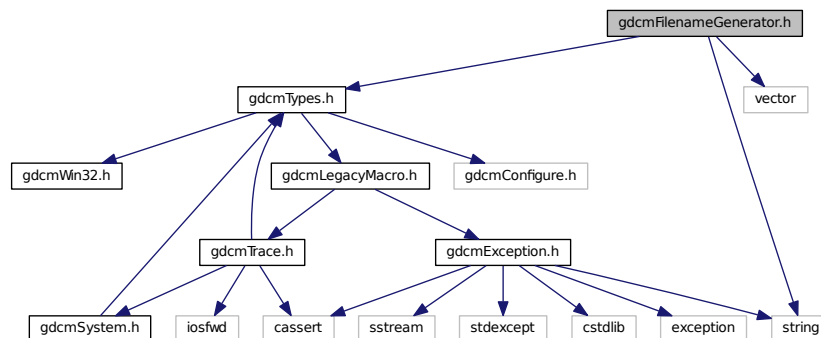 gdcmFilenameGenerator.h
gdcmTypes.h
vector
gdcmWin32.h
gdcmLegacyMacro.h
gdcmConfigure.h
gdcmTrace.h
gdcmException.h
gdcmSystem.h
iosfwd
cassert
sstream
stdexcept
cstdlib
exception
string